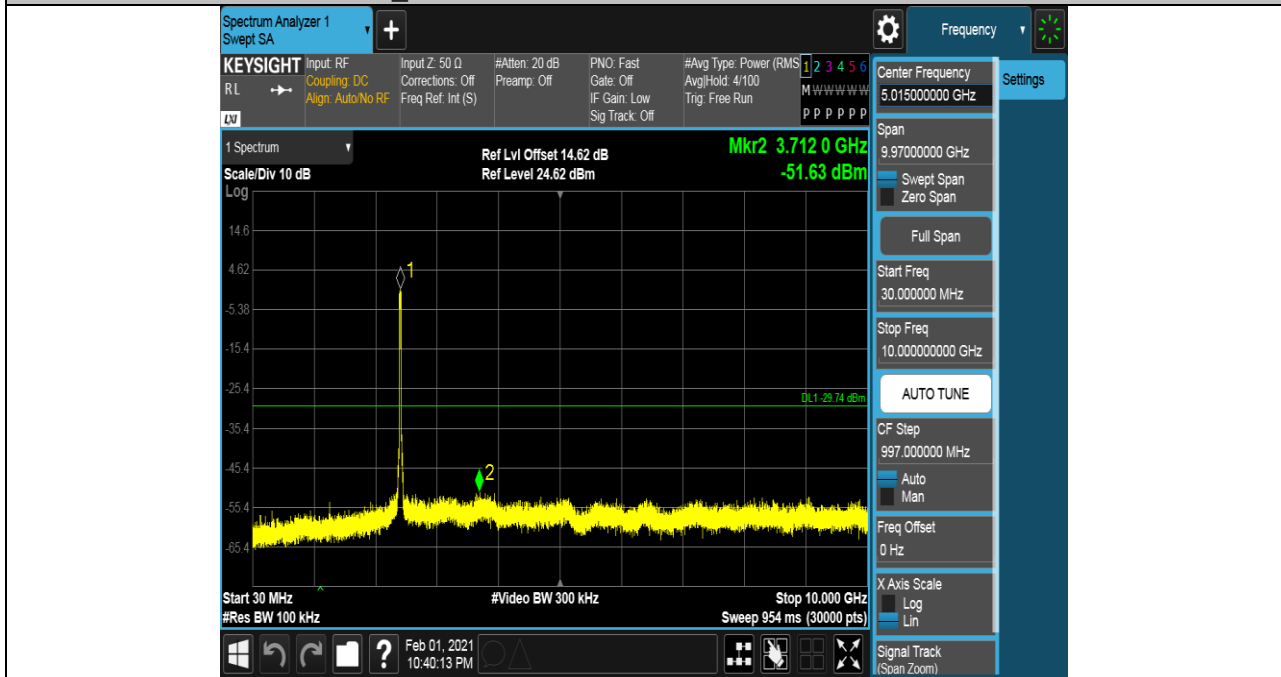 Spectrum Analyzer 1
Swept SA
+
Frequency
KEYSIGHT
RL
LXI
Input: RF
Coupling: DC
Align: Auto/No RF
Input Z: 50 Ω
Corrections: Off
Freq Ref: Int (S)
#Atten: 20 dB
Preamp: Off
PNO: Fast
Gate: Off
IF Gain: Low
Sig Track: Off
#Avg Type: Power (RMS
Avg|Hold: 4/100
Trig: Free Run
1 2 3 4 5 6
M W W W W W
P P P P P P
1 Spectrum
Scale/Div 10 dB
Log
Ref Lvl Offset 14.62 dB
Ref Level 24.62 dBm
Mkr2 3.712 0 GHz
-51.63 dBm
14.6
4.62
-5.38
-15.4
-25.4
-35.4
-45.4
-55.4
-65.4
1
2
DL1 -29.74 dBm
Start 30 MHz
#Res BW 100 kHz
#Video BW 300 kHz
Stop 10.000 GHz
Sweep 954 ms (30000 pts)
?
Feb 01, 2021
10:40:13 PM
Center Frequency
5.015000000 GHz
Span
9.97000000 GHz
Swept Span
Zero Span
Full Span
Start Freq
30.000000 MHz
Stop Freq
10.000000000 GHz
AUTO TUNE
CF Step
997.000000 MHz
Auto
Man
Freq Offset
0 Hz
X Axis Scale
Log
Lin
Signal Track
(Span Zoom)
Settings